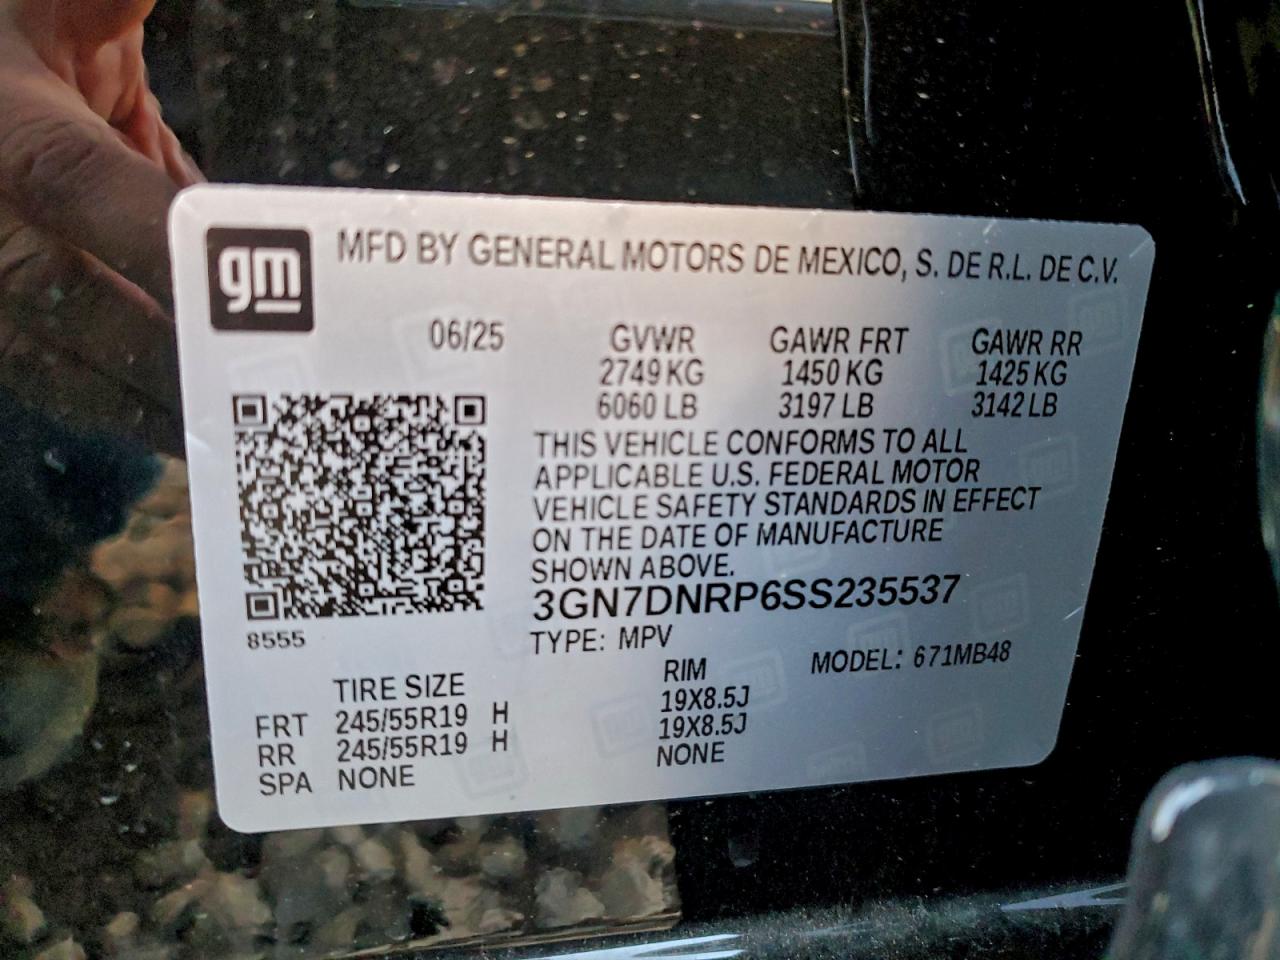 gm
MFD BY GENERAL MOTORS DE MEXICO, S. DE R.L. DE C.V.
06/25 GVWR GAWR FRT GAWR RR
2749 KG 1450 KG 1425 KG
6060 LB 3197 LB 3142 LB
THIS VEHICLE CONFORMS TO ALL
APPLICABLE U.S. FEDERAL MOTOR
VEHICLE SAFETY STANDARDS IN EFFECT
ON THE DATE OF MANUFACTURE
SHOWN ABOVE.
3GN7DNRP6SS235537
8555
TYPE: MPV MODEL: 671MB48
TIRE SIZE RIM
FRT 245/55R19 H 19X8.5J
RR 245/55R19 H 19X8.5J
SPA NONE NONE